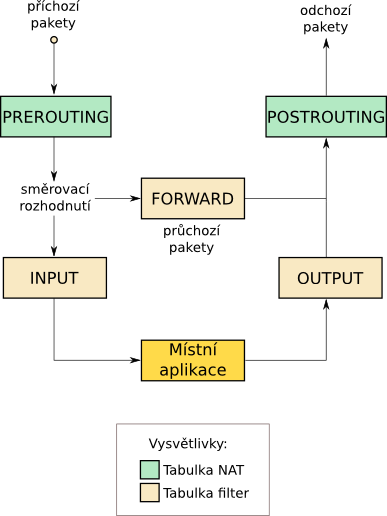 příchozí
pakety
odchozí
pakety
PREROUTING
POSTROUTING
směrovací
rozhodnutí
FORWARD
průchozí
pakety
INPUT
OUTPUT
Místní
aplikace
Vysvětlivky:
Tabulka NAT
Tabulka filter